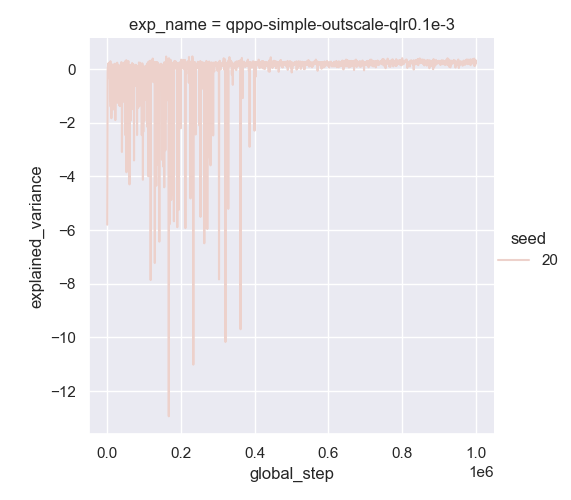 exp_name = qppo-simple-outscale-qlr0.1e-3
0
−2
−4
−6
−8
−10
−12
explained_variance
0.0 0.2 0.4 0.6 0.8 1.0
1e6
global_step
seed
20